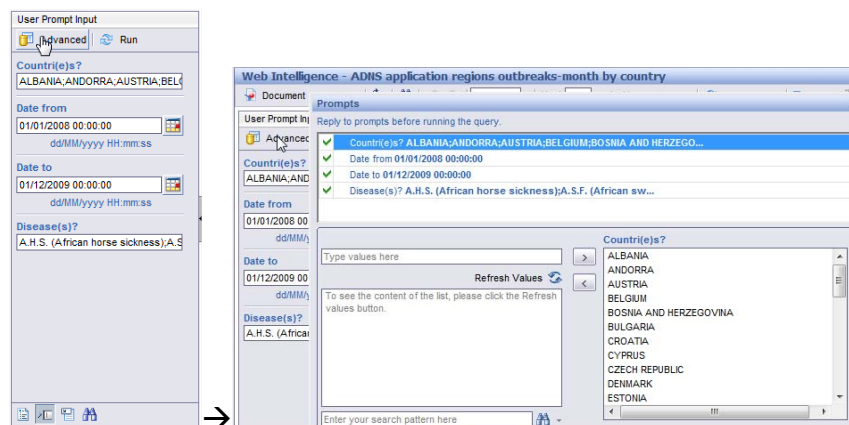 User Prompt Input
Advanced Run
Countri(e)s?
ALBANIA;ANDORRA;AUSTRIA;BELG
Date from
01/01/2008 00:00:00
dd/MM/yyyy HH:mm:ss
Date to
01/12/2009 00:00:00
dd/MM/yyyy HH:mm:ss
Disease(s)?
A.H.S. (African horse sickness);A.S
→
Web Intelligence - ADNS application regions outbreaks-month by country
Document
User Prompt In
Advanced
Countri(e)s?
ALBANIA;AND
Date from
01/01/2008 00
dd/MM/y
Date to
01/12/2009 00
dd/MM/y
Disease(s)?
A.H.S. (Africa
Prompts
Reply to prompts before running the query.
Countri(e)s? ALBANIA;ANDORRA;AUSTRIA;BELGIUM;BOSNIA AND HERZEGO...
Date from 01/01/2008 00:00:00
Date to 01/12/2009 00:00:00
Disease(s)? A.H.S. (African horse sickness);A.S.F. (African sw...
Type values here
Refresh Values
To see the content of the list, please click the Refresh
values button.
Enter your search pattern here
>
<
Countri(e)s?
ALBANIA
ANDORRA
AUSTRIA
BELGIUM
BOSNIA AND HERZEGOVINA
BULGARIA
CROATIA
CYPRUS
CZECH REPUBLIC
DENMARK
ESTONIA